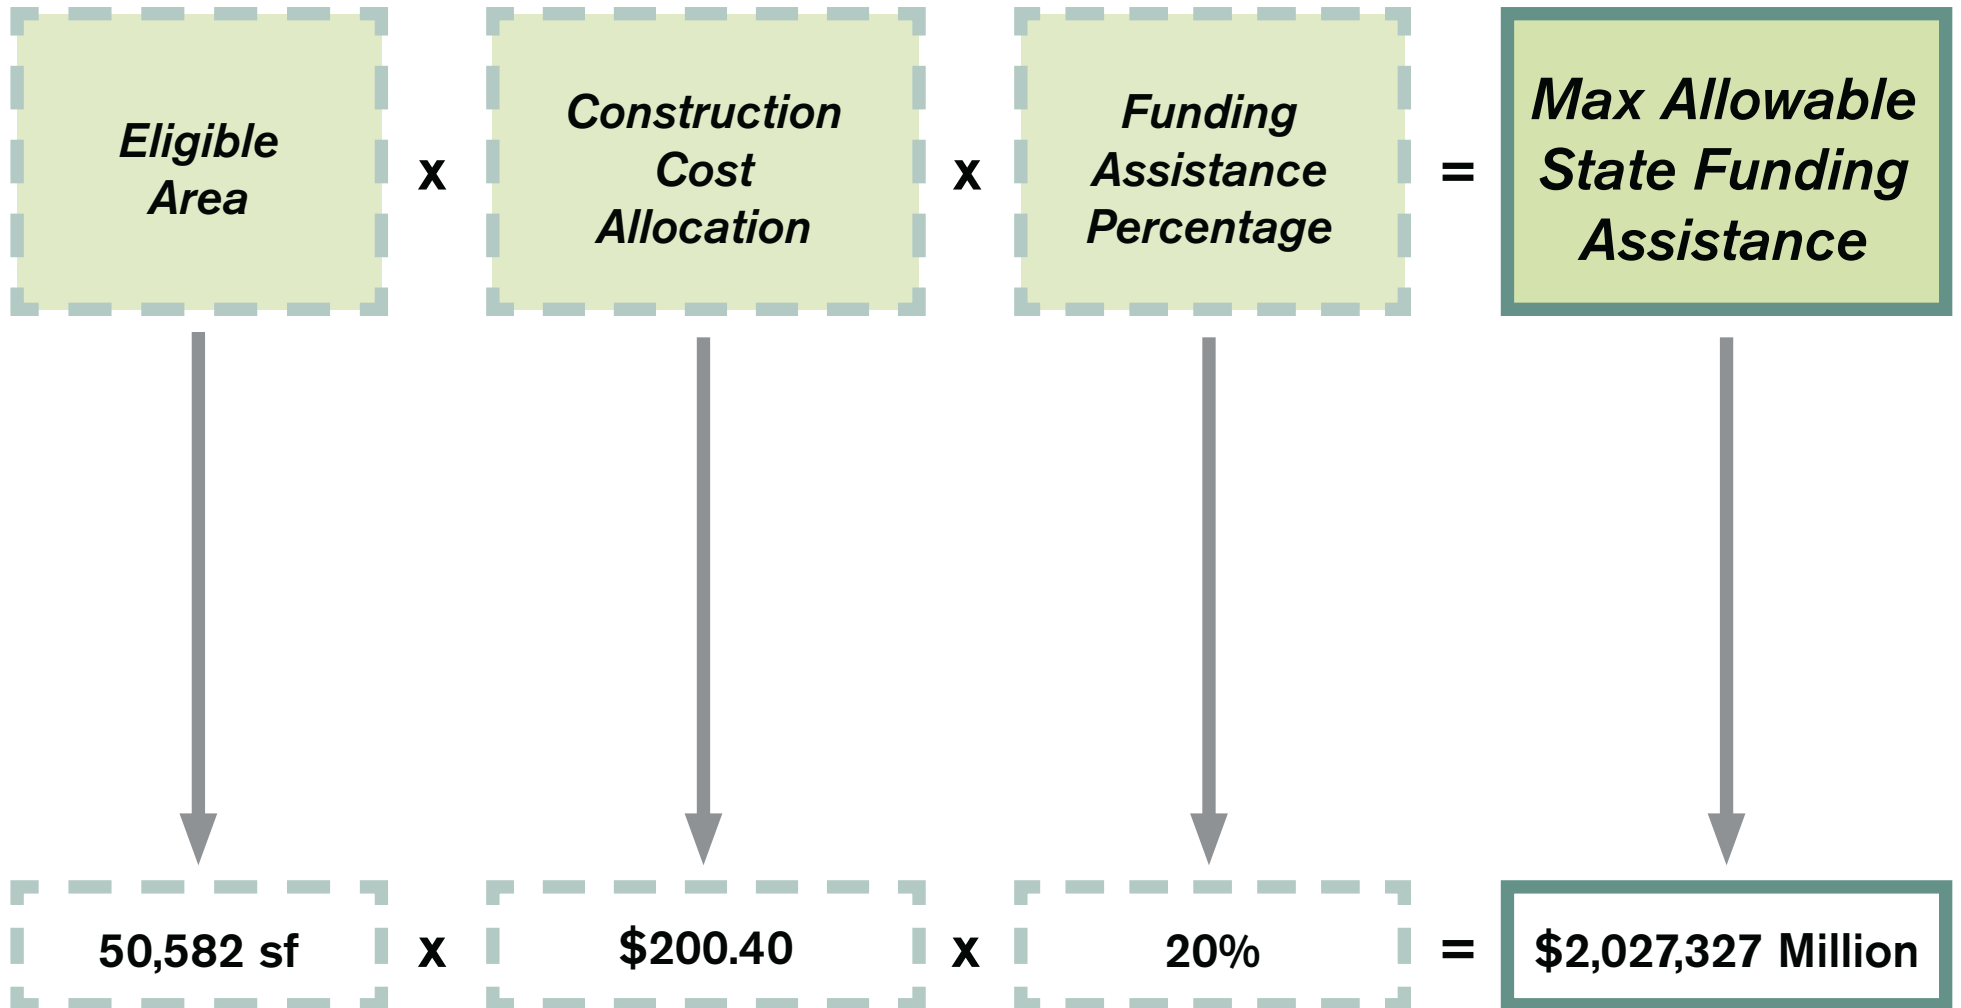 Eligible
Area
x
Construction
Cost
Allocation
x
Funding
Assistance
Percentage
=
Max Allowable
State Funding
Assistance
50,582 sf
x
$200.40
x
20%
=
$2,027,327 Million